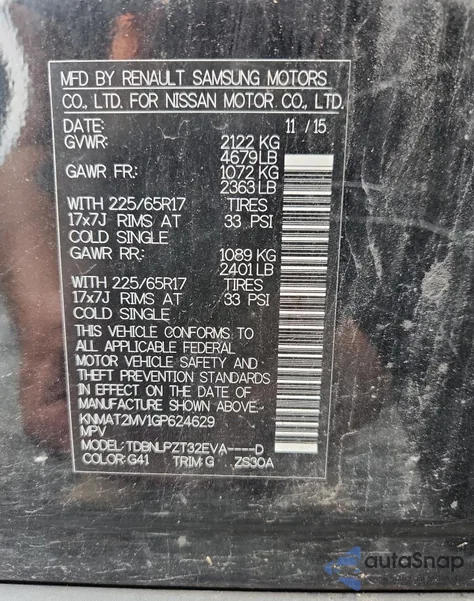 MFD BY RENAULT SAMSUNG MOTORS
CO., LTD. FOR NISSAN MOTOR CO., LTD.
DATE: 11 / 15
GVWR: 2122 KG
4679 LB
GAWR FR: 1072 KG
2363 LB
WITH 225/65R17 TIRES
17x7J RIMS AT 33 PSI
COLD SINGLE
GAWR RR: 1089 KG
2401 LB
WITH 225/65R17 TIRES
17x7J RIMS AT 33 PSI
COLD SINGLE
THIS VEHICLE CONFORMS TO
ALL APPLICABLE FEDERAL
MOTOR VEHICLE SAFETY AND
THEFT PREVENTION STANDARDS
IN EFFECT ON THE DATE OF
MANUFACTURE SHOWN ABOVE
KNMAT2MV1GP624629
MPV
MODEL: TDBNLPZT32EVA----D
COLOR: G41 TRIM: G ZS30A
autoSnap